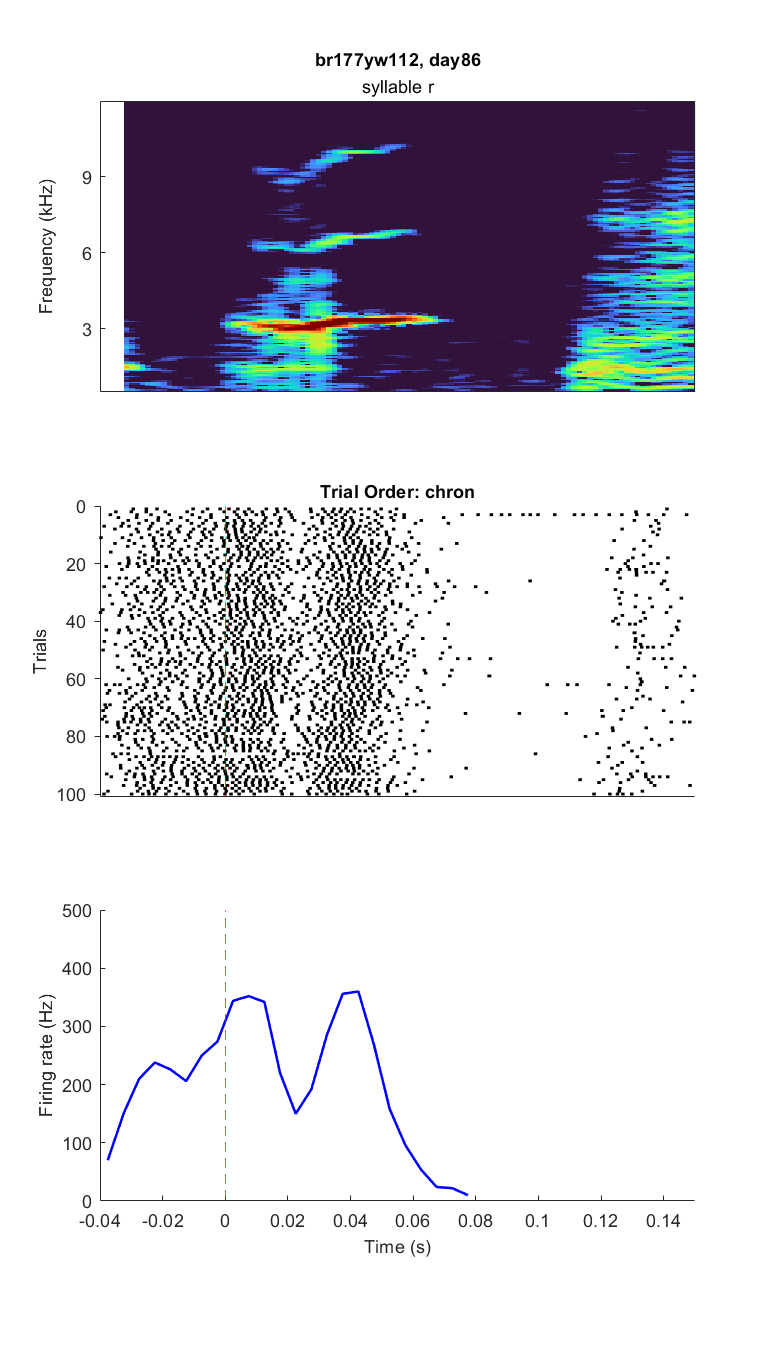 br177yw112, day86
syllable r
9
6
3
Frequency (kHz)
Trial Order: chron
0
20
40
60
80
100
Trials
500
400
300
200
100
0
Firing rate (Hz)
-0.04 -0.02 0 0.02 0.04 0.06 0.08 0.1 0.12 0.14
Time (s)